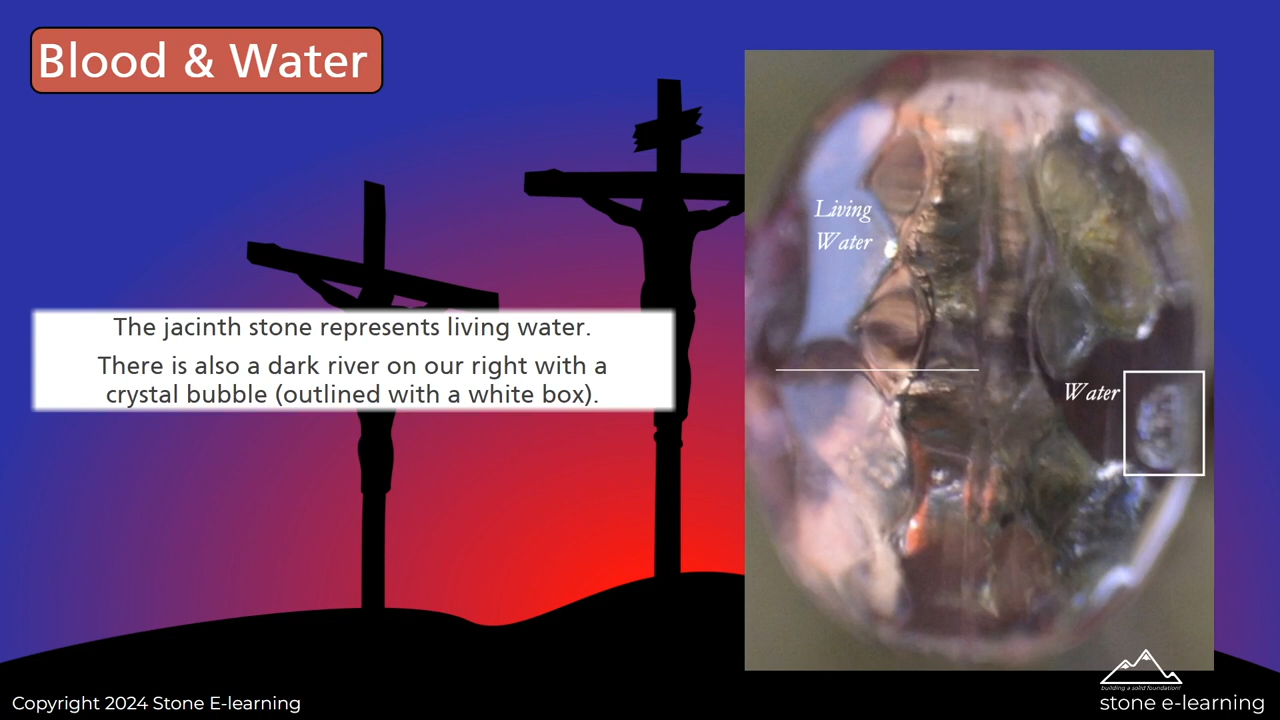 Blood & Water
Living
Water
The jacinth stone represents living water.
There is also a dark river on our right with a
crystal bubble (outlined with a white box).
Water
building a solid foundation!
stone e-learning
Copyright 2024 Stone E-learning